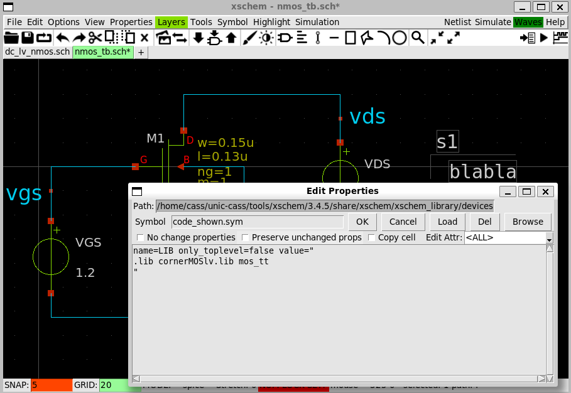 xschem - nmos_tb.sch*
File Edit Options View Properties Layers Tools Symbol Highlight Simulation Netlist Simulate Waves Help
dc_lv_nmos.sch nmos_tb.sch* +
vds
M1
D
G
B
w=0.15u
l=0.13u
ng=1
m=1
s1
blabla
VDS
vgs
VGS
1.2
Edit Properties
Path: /home/cass/unic-cass/tools/xschem/3.4.5/share/xschem/xschem_library/devices
Symbol code_shown.sym OK Cancel Load Del Browse
No change properties Preserve unchanged props Copy cell Edit Attr: <ALL>
name=LIB only_toplevel=false value="
.lib cornerMOSlv.lib mos_tt
"
SNAP: 5 GRID: 20